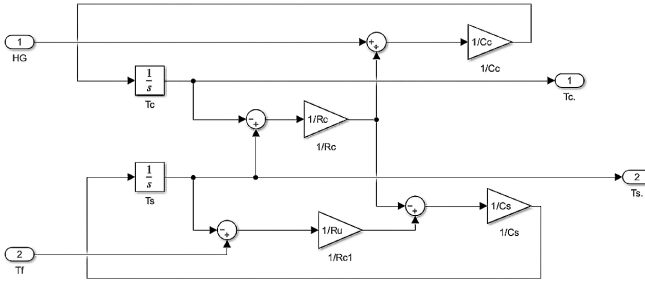 1
HG
+
+
1/Cc
1/Cc
1
s
Tc
1
Tc.
-
+
1/Rc
1/Rc
1
s
Ts
2
Ts.
-
+
1/Cs
1/Cs
-
+
1/Ru
1/Rc1
2
Tf